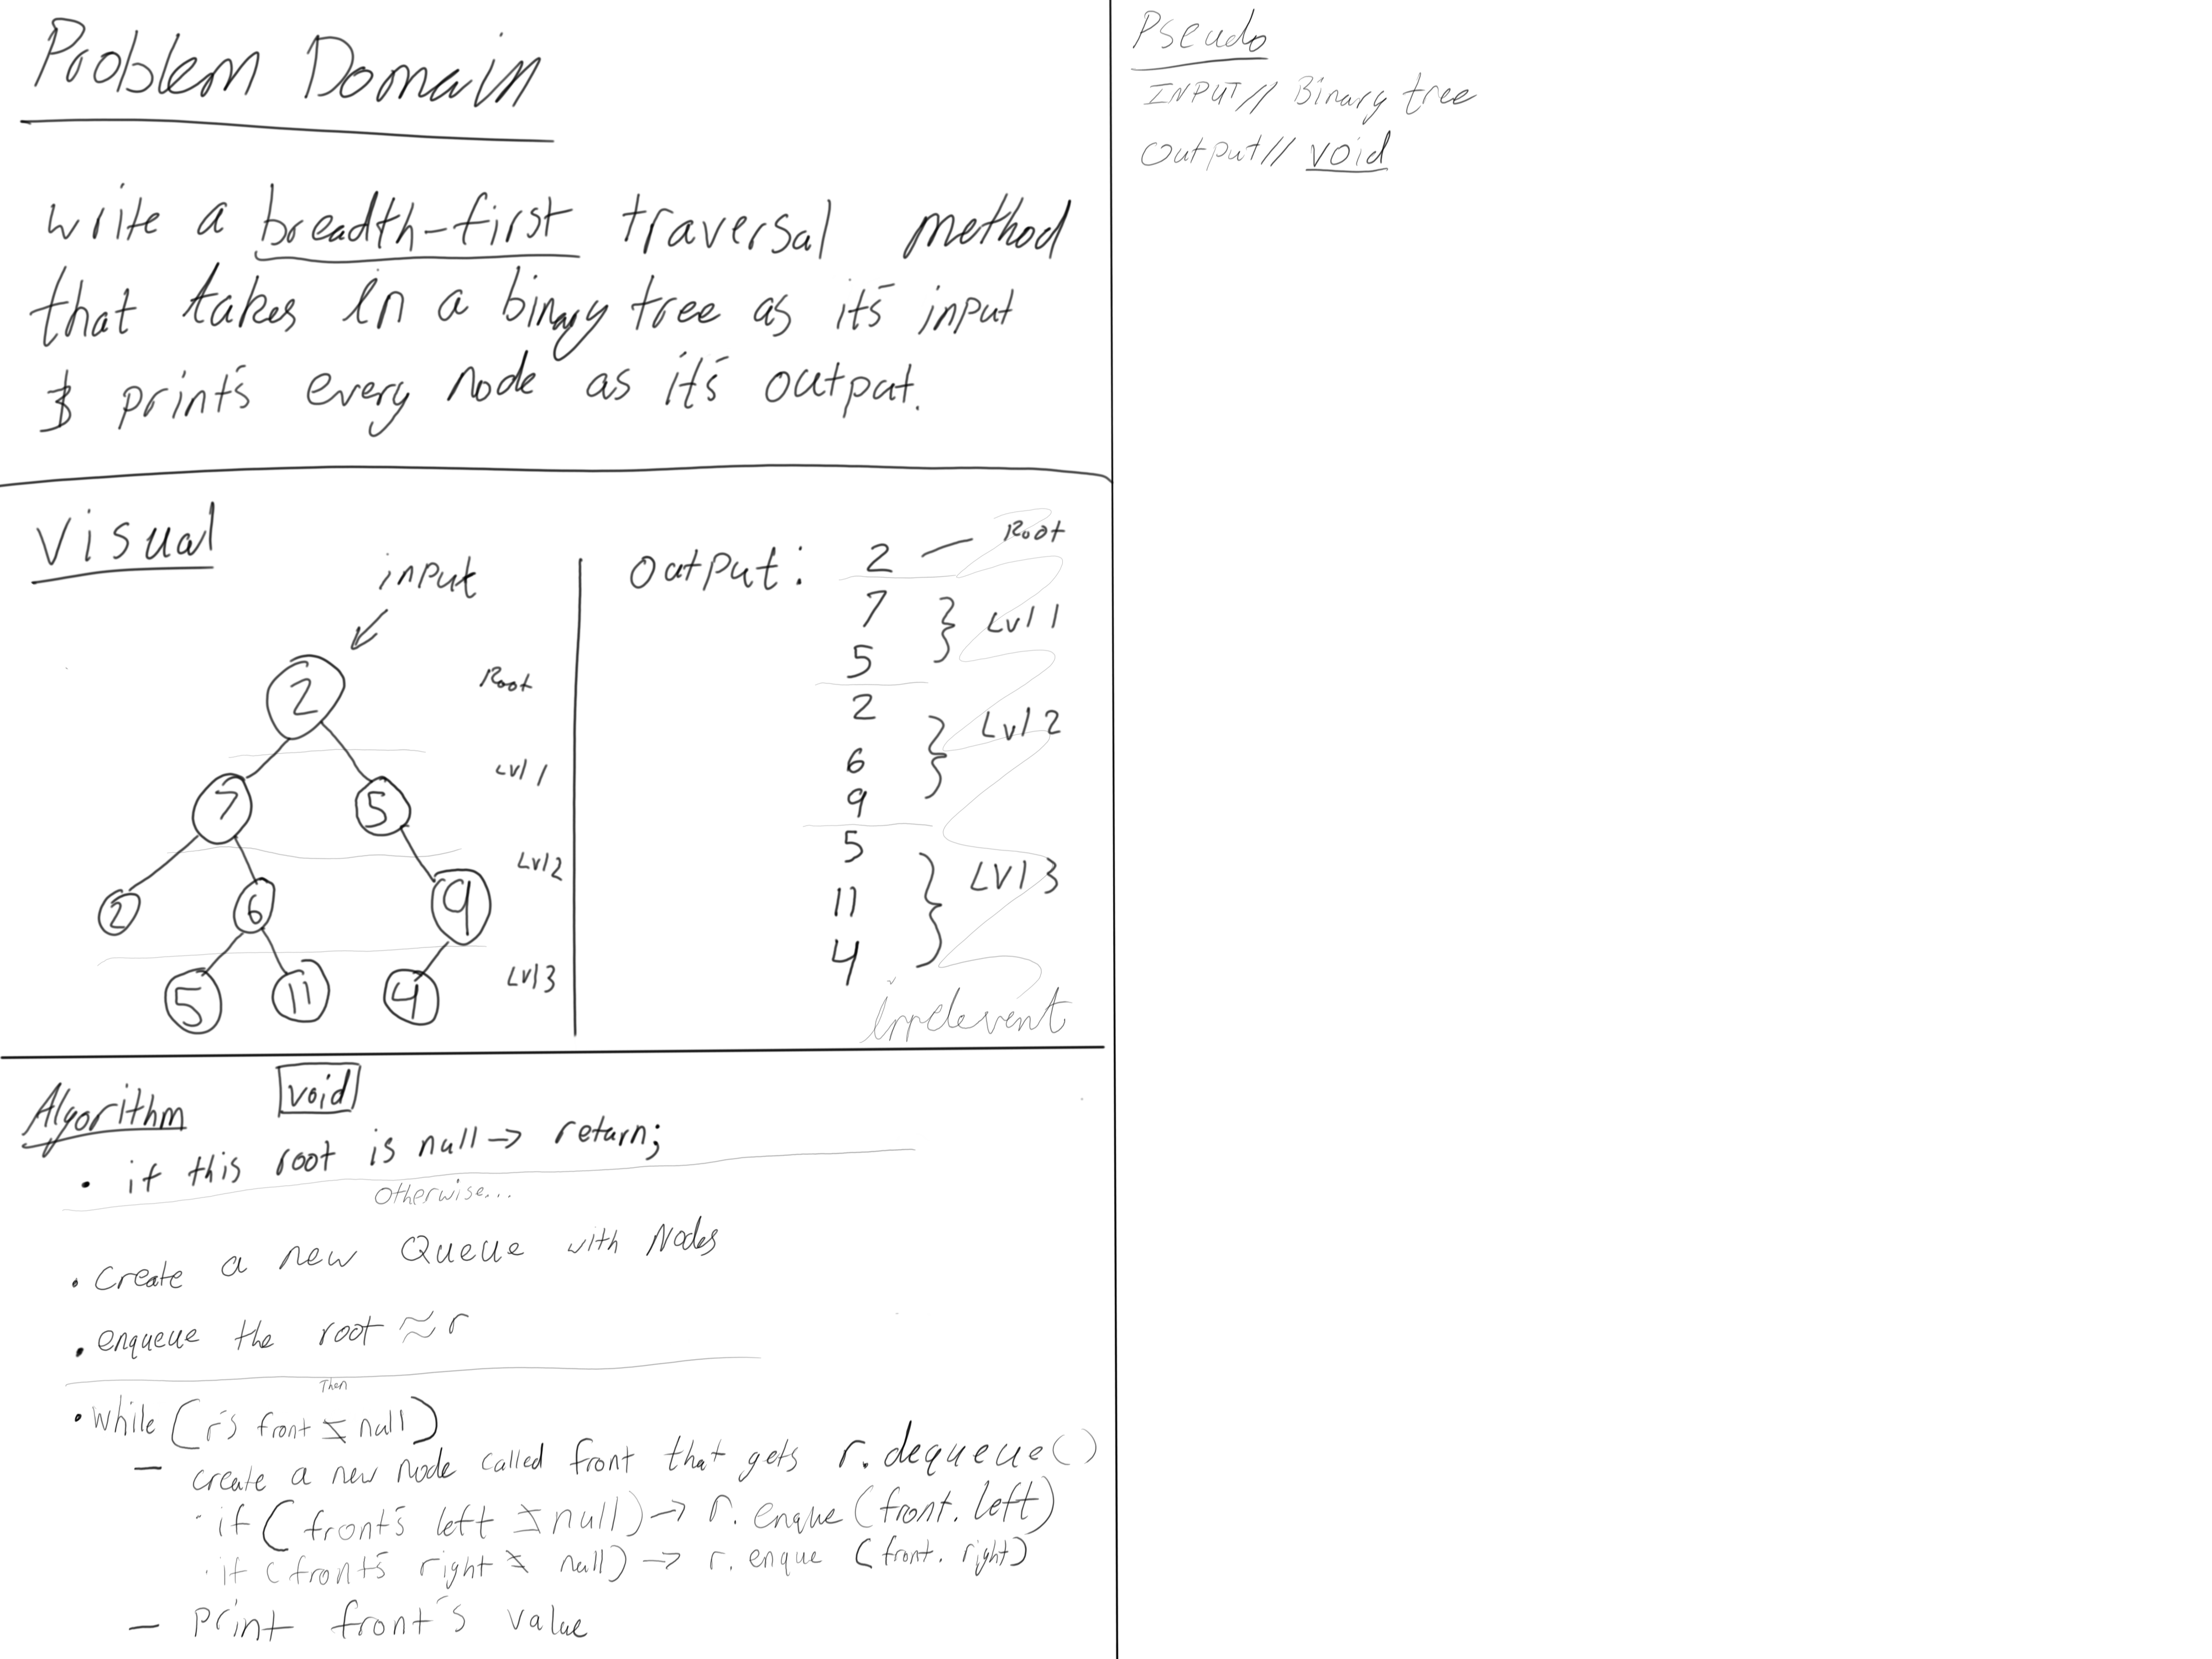 Problem Domain
write a breadth-first traversal method
that takes in a binary tree as it's input
& prints every node as it's output.
Visual
input
2
Root
7 5
Lvl 1
2 6 9
Lvl 2
5 11 4
Lvl 3
Output: 2 — Root
7
5
} Lvl 1
2
6
9
} Lvl 2
5
11
4
} Lvl 3
Irrelevent
Algorithm void
• if this root is null -> return;
Otherwise...
• Create a new Queue with Nodes
• enqueue the root ≈ r
Then
• while (r's front ≠ null)
— create a new node called front that gets r.dequeue()
· if (front's left ≠ null) -> r.enque (front.left)
· if (front's right ≠ null) -> r.enque (front.right)
— print front's value
Pseudo
INPUT// Binary tree
Output// void